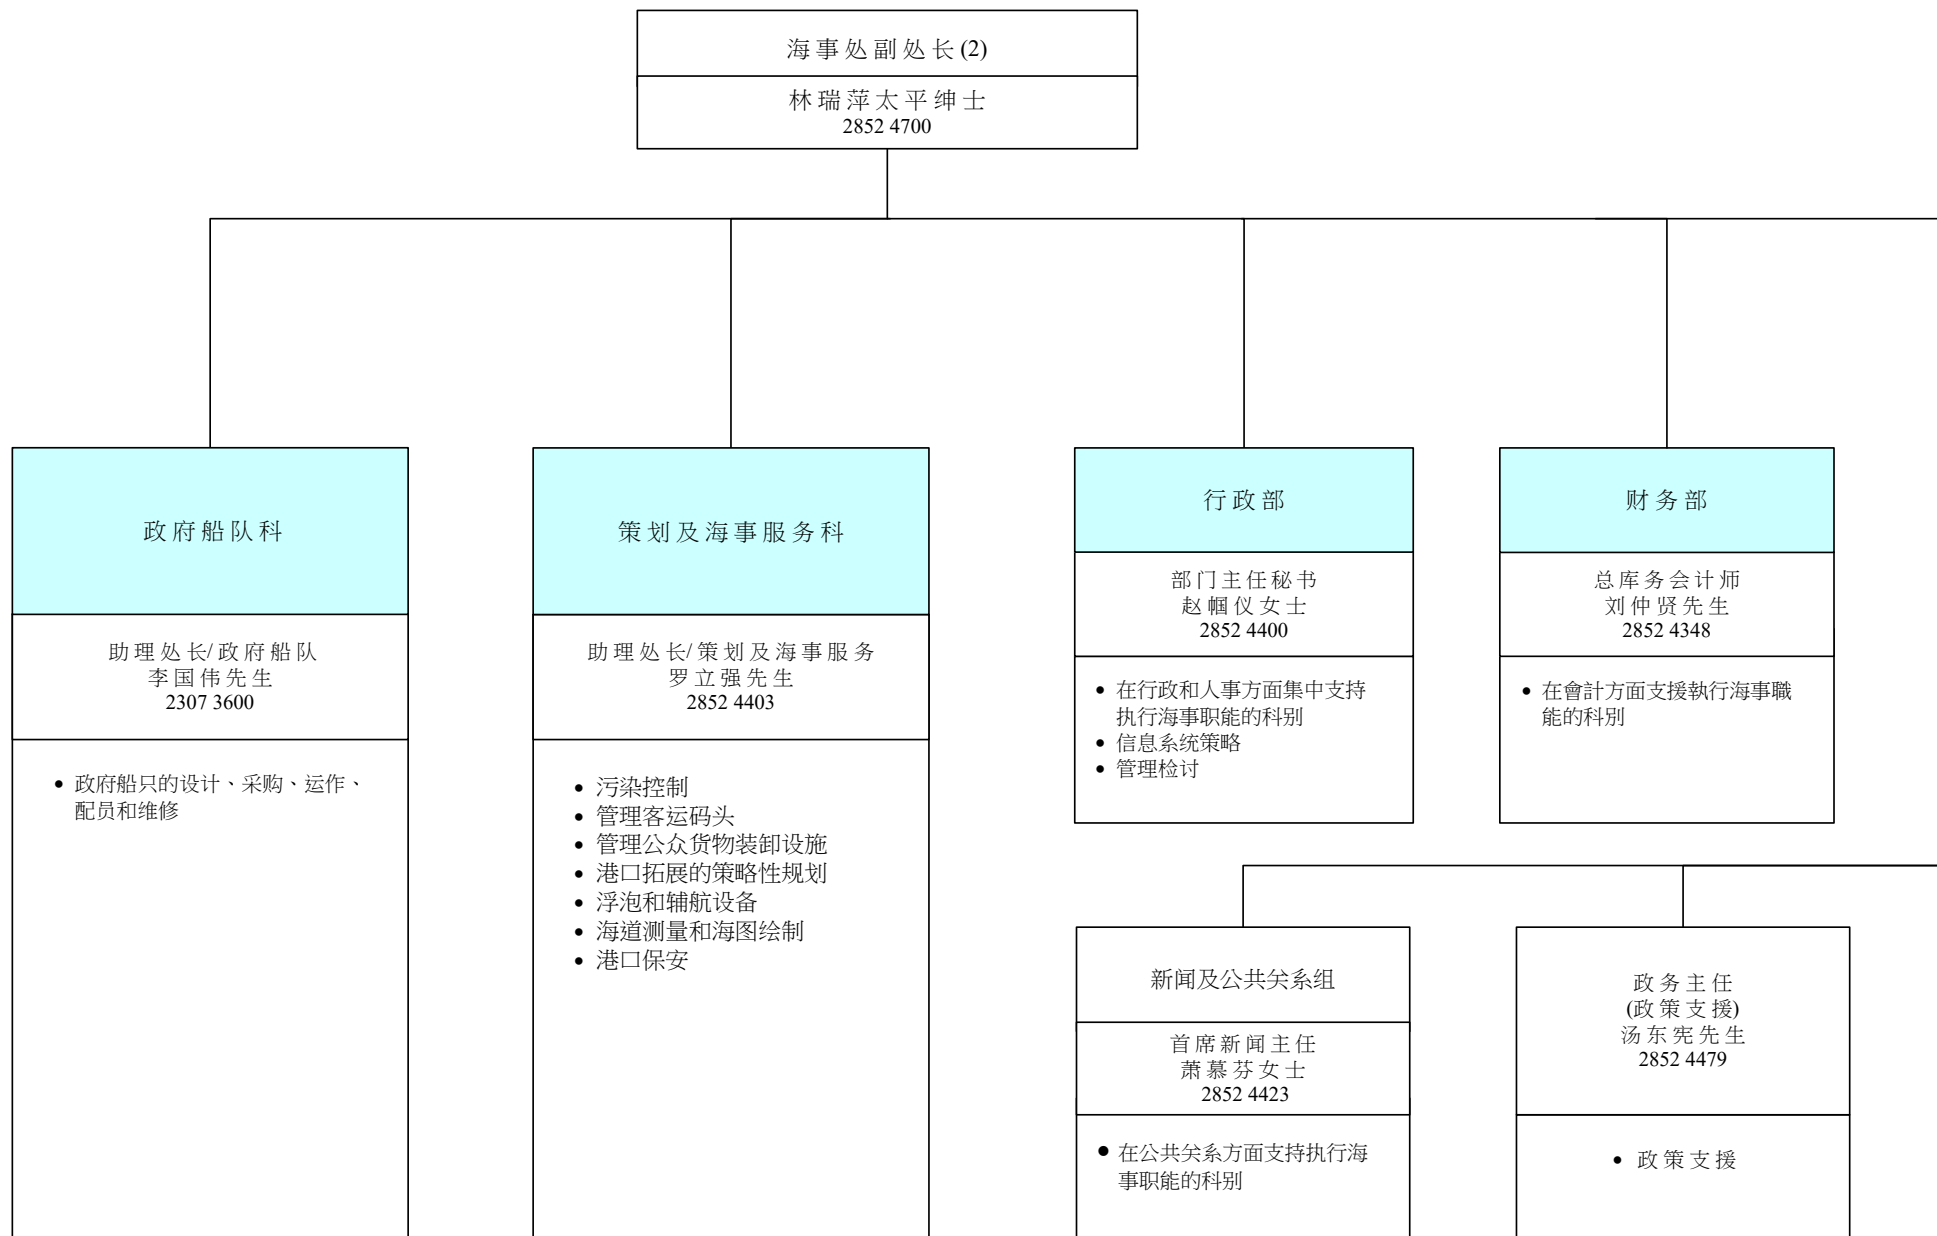 海事处副处长(2)
林瑞萍太平绅士
2852 4700
政府船队科
助理处长/政府船队
李国伟先生
2307 3600
• 政府船只的设计、采购、运作、
配员和维修
策划及海事服务科
助理处长/策划及海事服务
罗立强先生
2852 4403
• 污染控制
• 管理客运码头
• 管理公众货物装卸设施
• 港口拓展的策略性规划
• 浮泡和辅航设备
• 海道测量和海图绘制
• 港口保安
行政部
部门主任秘书
赵帼仪女士
2852 4400
• 在行政和人事方面集中支持
执行海事职能的科别
• 信息系统策略
• 管理检讨
财务部
总库务会计师
刘仲贤先生
2852 4348
• 在會計方面支援執行海事職
能的科别
新闻及公共关系组
首席新闻主任
萧慕芬女士
2852 4423
• 在公共关系方面支持执行海
事职能的科别
政务主任
(政策支援)
汤东宪先生
2852 4479
• 政策支援